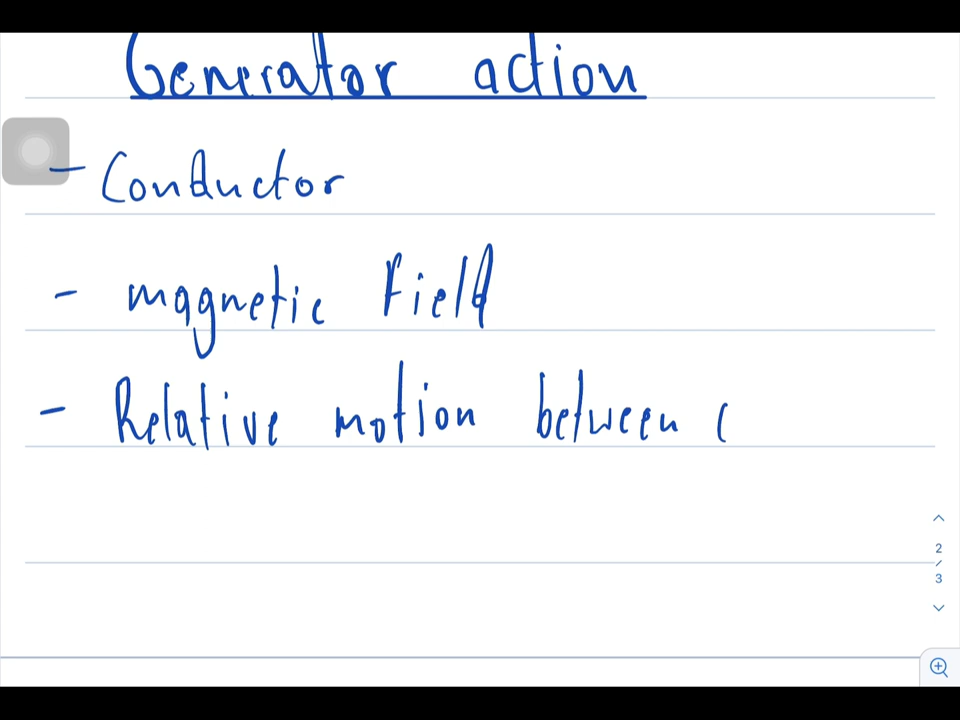 Generator action
- Conductor
- magnetic Field
- Relative motion between C
2
/
3